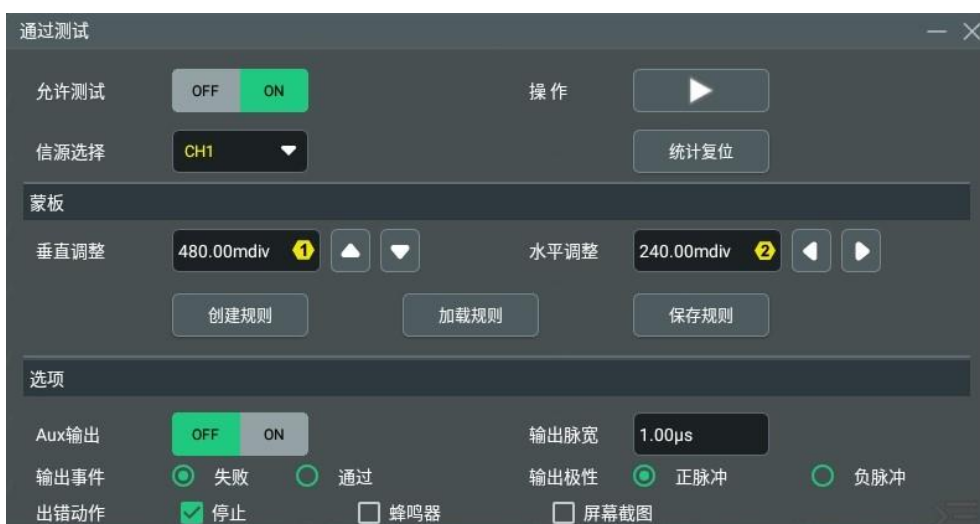 通过测试
允许测试 OFF ON 操作
信源选择 CH1 统计复位
蒙板
垂直调整 480.00mdiv 1 水平调整 240.00mdiv 2
创建规则 加载规则 保存规则
选项
Aux输出 OFF ON 输出脉宽 1.00µs
输出事件 失败 通过 输出极性 正脉冲 负脉冲
出错动作 停止 蜂鸣器 屏幕截图